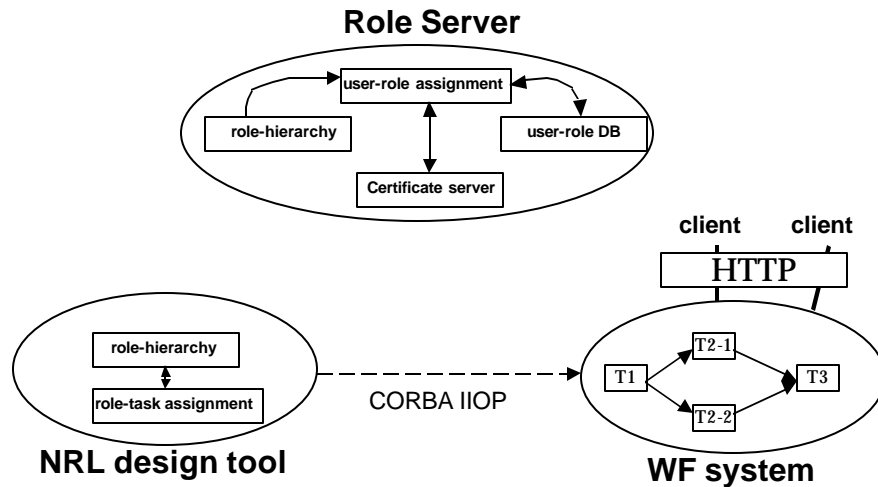 Role Server
user-role assignment
role-hierarchy
user-role DB
Certificate server
client client
HTTP
role-hierarchy
role-task assignment
CORBA IIOP
T1
T2-1
T2-2
T3
NRL design tool
WF system